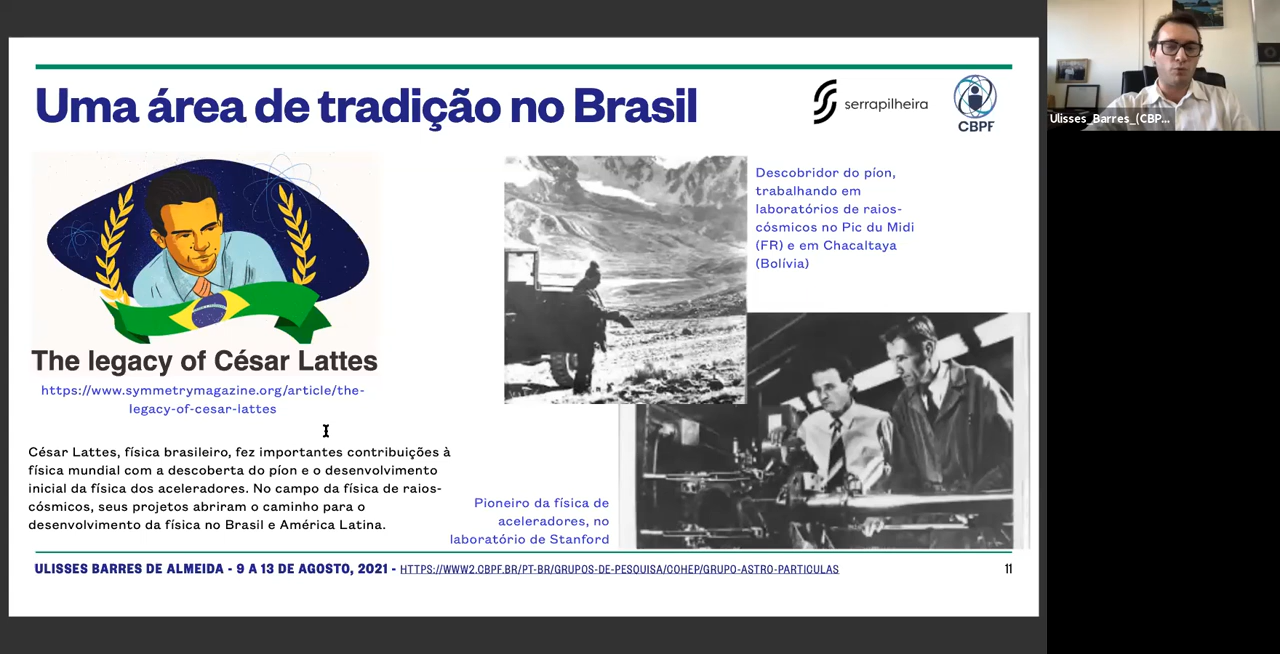 Uma área de tradição no Brasil
serrapilheira
CBPF
The legacy of César Lattes
https://www.symmetrymagazine.org/article/the-
legacy-of-cesar-lattes
César Lattes, física brasileiro, fez importantes contribuições à
física mundial com a descoberta do píon e o desenvolvimento
inicial da física dos aceleradores. No campo da física de raios-
cósmicos, seus projetos abriram o caminho para o
desenvolvimento da física no Brasil e América Latina.
Descobridor do píon,
trabalhando em
laboratórios de raios-
cósmicos no Pic du Midi
(FR) e em Chacaltaya
(Bolívia)
Pioneiro da física de
aceleradores, no
laboratório de Stanford
ULISSES BARRES DE ALMEIDA - 9 A 13 DE AGOSTO, 2021 - HTTPS://WWW2.CBPF.BR/PT-BR/GRUPOS-DE-PESQUISA/COHEP/GRUPO-ASTRO-PARTICULAS
11
Ulisses_Barres_(CBP...